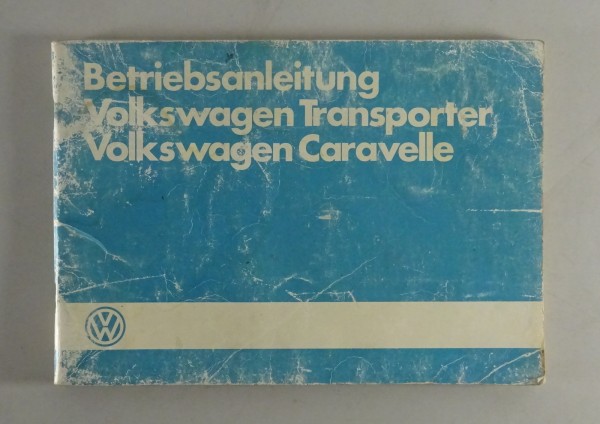 Betriebsanleitung
Volkswagen Transporter
Volkswagen Caravelle
VW